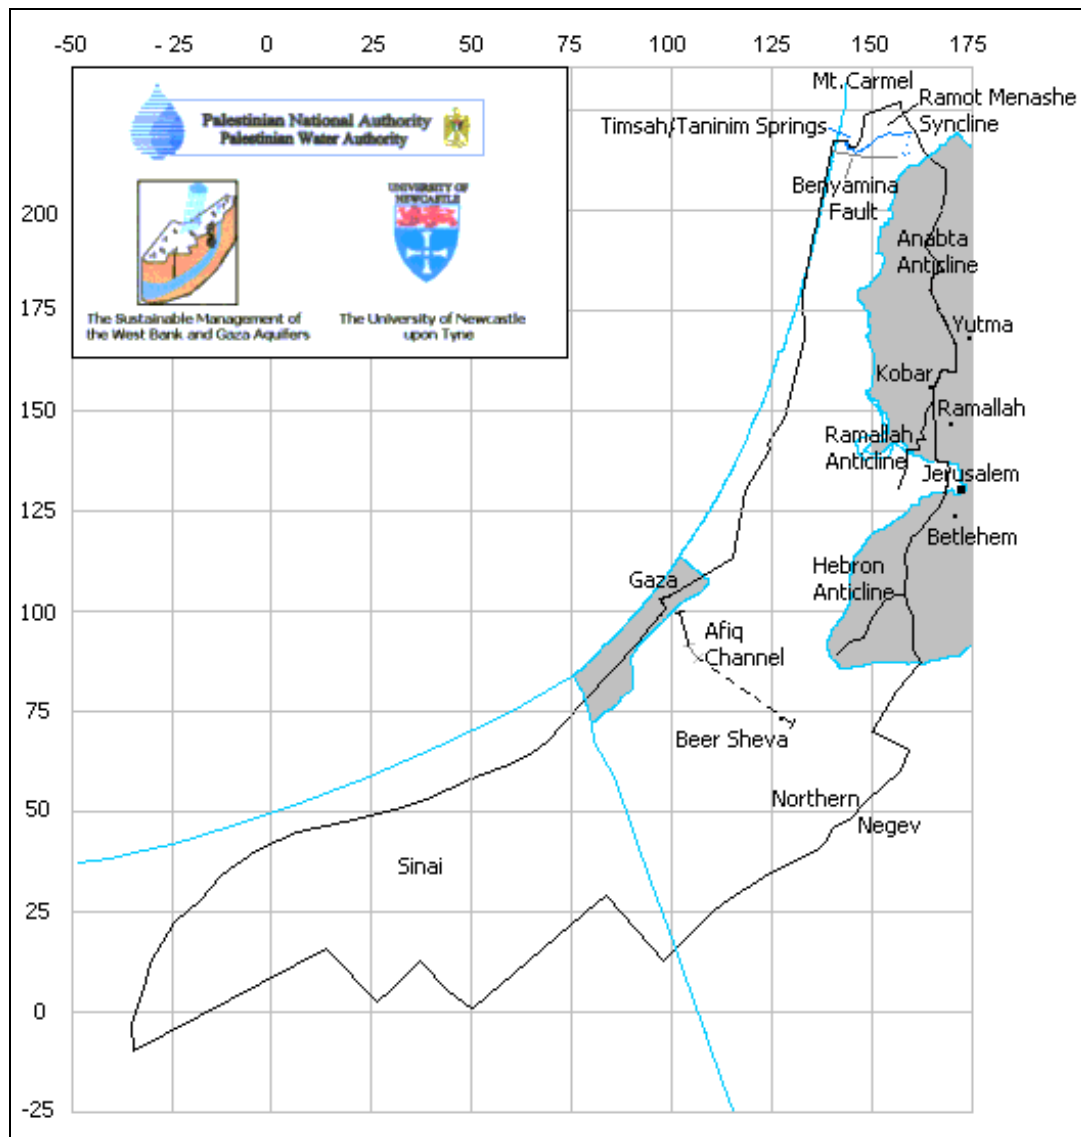 -50 - 25 0 25 50 75 100 125 150 175
Mt. Carmel
Ramot Menashe
Syncline
Timsah/Taninim Springs
Palestinian National Authority
Palestinian Water Authority
UNIVERSITY OF
NEWCASTLE
Benyamina
Fault
200
Anabta
Anticline
175
The Sustainable Management of
the West Bank and Gaza Aquifers
The University of Newcastle
upon Tyne
Yutma
Kobar
150
Ramallah
Ramallah
Anticline
Jerusalem
125
Betlehem
Hebron
Anticline
Gaza
100
Afiq
Channel
75
Beer Sheva
50
Northern
Negev
Sinai
25
0
-25